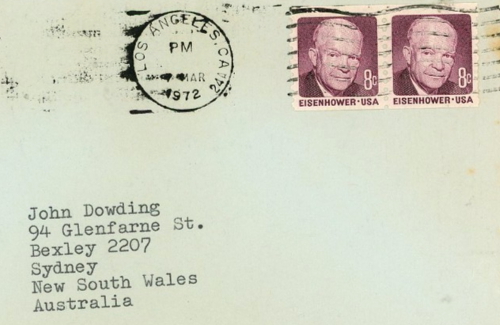 LOS ANGELES, CA
PM
MAR
1972
8c
EISENHOWER·USA
8c
EISENHOWER·USA
John Dowding
94 Glenfarne St.
Bexley 2207
Sydney
New South Wales
Australia